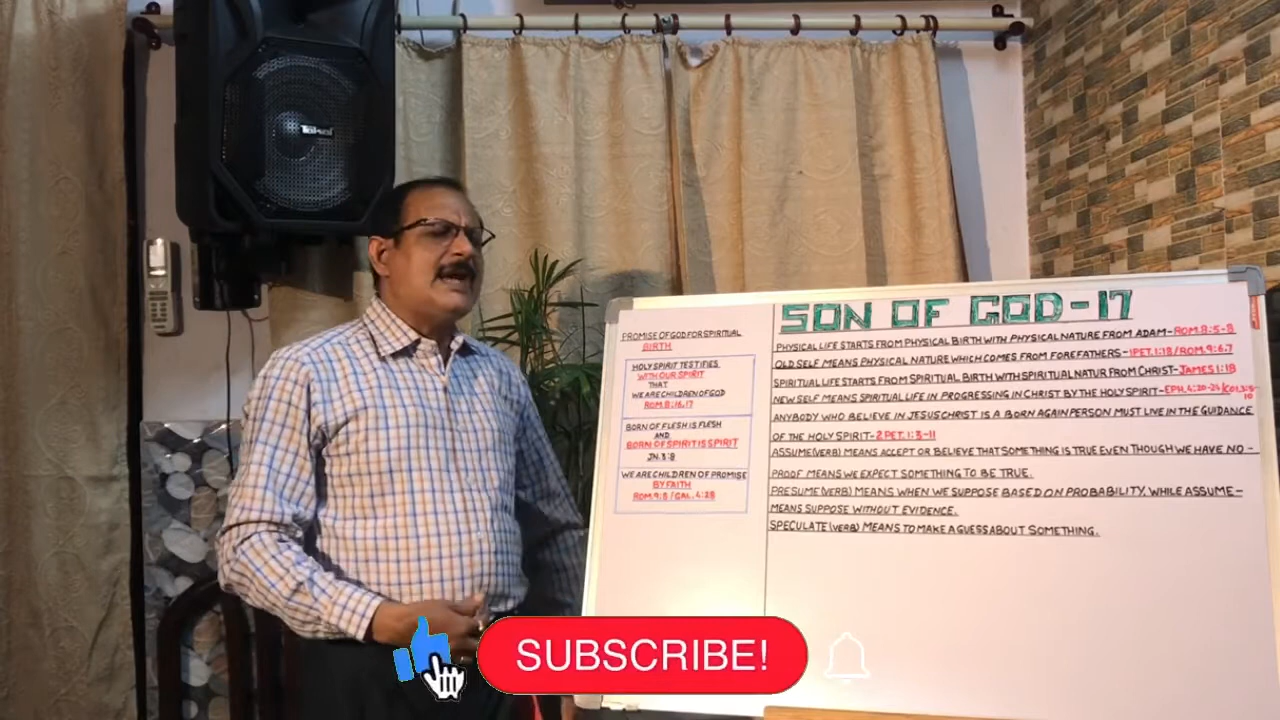 SON OF GOD-17
PROMISE OF GOD FOR SPIRITUAL
BIRTH
HOLY SPIRIT TESTIFIES
WITH OUR SPIRIT
THAT
WE ARE CHILDREN OF GOD
ROM.8:16,17
BORN OF FLESH IS FLESH
AND
BORN OF SPIRIT IS SPIRIT
JN.3:8
WE ARE CHILDREN OF PROMISE
BY FAITH
ROM.9:8/GAL.4:28
PHYSICAL LIFE STARTS FROM PHYSICAL BIRTH WITH PHYSICAL NATURE FROM ADAM-ROM.8:5-8
OLD SELF MEANS PHYSICAL NATURE WHICH COMES FROM FOREFATHERS-1PET.1:18/ROM.9:6,7
SPIRITUAL LIFE STARTS FROM SPIRITUAL BIRTH WITH SPIRITUAL NATUR FROM CHRIST-JAMES 1:18
NEW SELF MEANS SPIRITUAL LIFE IN PROGRESSING IN CHRIST BY THE HOLY SPIRIT-EPH.4:20-24
ANYBODY WHO BELIEVE IN JESUS CHRIST IS A BORN AGAIN PERSON MUST LIVE IN THE GUIDANCE
OF THE HOLY SPIRIT-2PET.1:3-11
ASSUME(VERB) MEANS ACCEPT OR BELIEVE THAT SOMETHING IS TRUE EVEN THOUGH WE HAVE NO-
PROOF MEANS WE EXPECT SOMETHING TO BE TRUE.
PRESUME(VERB) MEANS WHEN WE SUPPOSE BASED ON PROBABILITY, WHILE ASSUME-
MEANS SUPPOSE WITHOUT EVIDENCE.
SPECULATE(VERB) MEANS TO MAKE A GUESS ABOUT SOMETHING.
SUBSCRIBE!